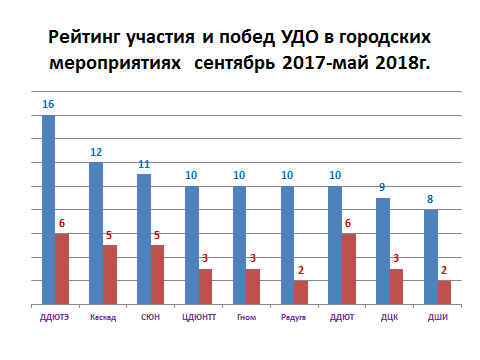 Рейтинг участия и побед УДО в городских
мероприятиях сентябрь 2017-май 2018г.
16 6 12 5 11 5 10 3 10 3 10 2 10 6 9 3 8 2
ДДЮТЭ Каскад СЮН ЦДЮНТТ Гном Радуга ДДЮТ ДЦК ДШИ